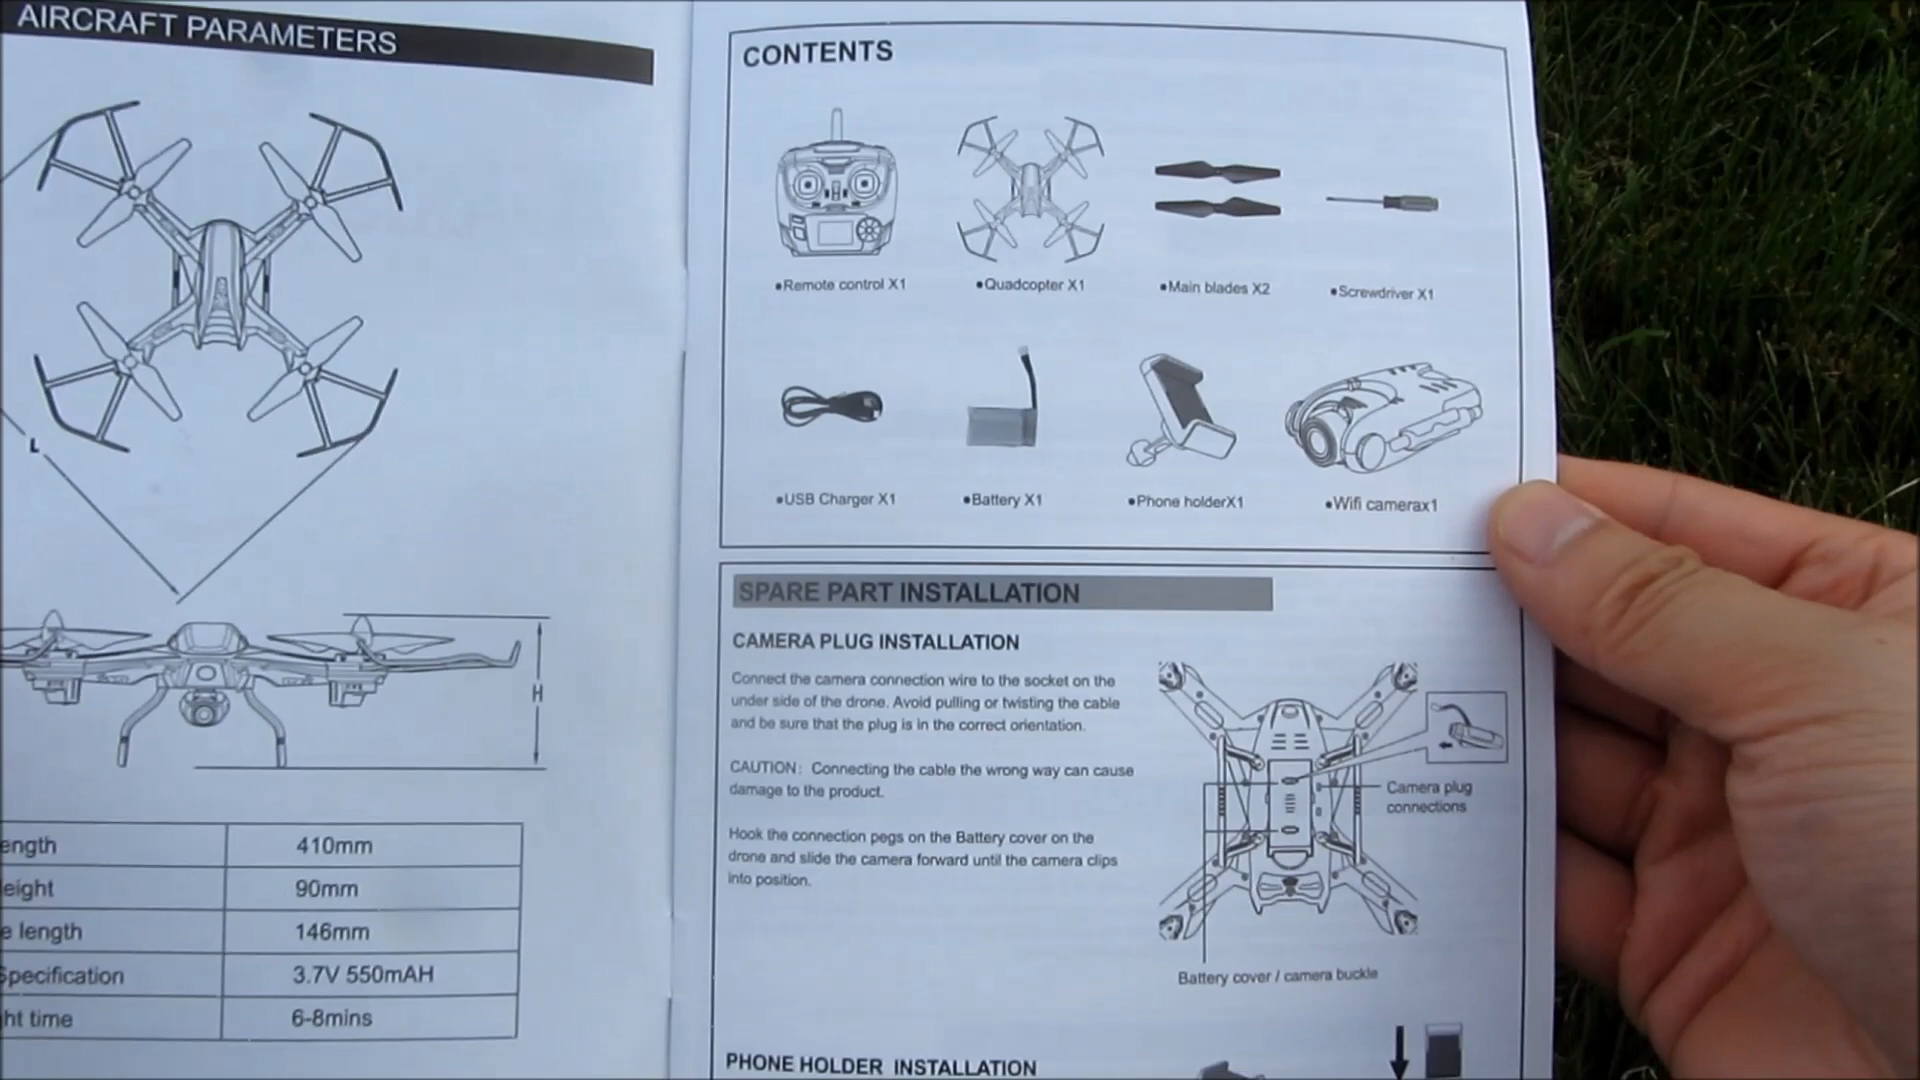 AIRCRAFT PARAMETERS
L
H
ength 410mm
eight 90mm
e length 146mm
Specification 3.7V 550mAH
ht time 6-8mins
CONTENTS
●Remote control X1 ●Quadcopter X1 ●Main blades X2 ●Screwdriver X1
●USB Charger X1 ●Battery X1 ●Phone holderX1 ●Wifi camerax1
SPARE PART INSTALLATION
CAMERA PLUG INSTALLATION
Connect the camera connection wire to the socket on the
under side of the drone. Avoid pulling or twisting the cable
and be sure that the plug is in the correct orientation.
CAUTION: Connecting the cable the wrong way can cause
damage to the product.
Hook the connection pegs on the Battery cover on the
drone and slide the camera forward until the camera clips
into position.
Camera plug
connections
Battery cover / camera buckle
PHONE HOLDER INSTALLATION